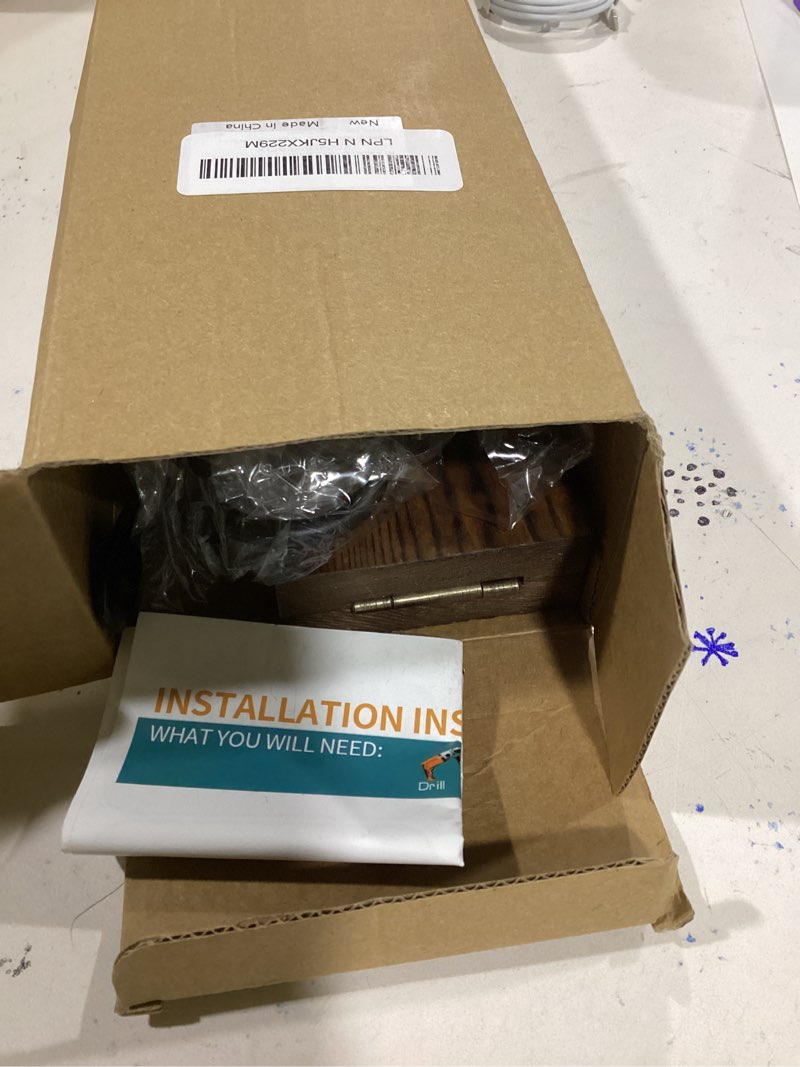 LPN N H5JKX229M
New Made in China
INSTALLATION INS
WHAT YOU WILL NEED:
Drill